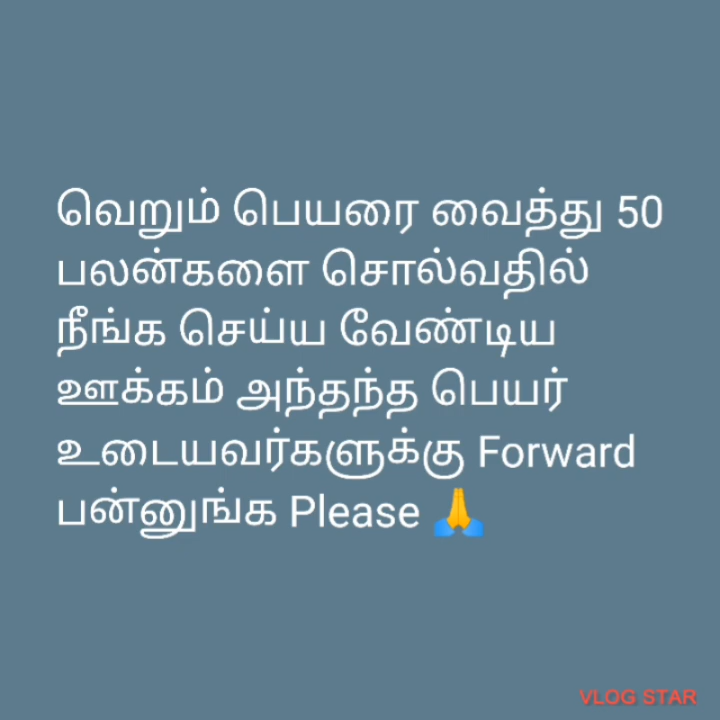 வெறும் பெயரை வைத்து 50
பலன்களை சொல்வதில்
நீங்க செய்ய வேண்டிய
ஊக்கம் அந்தந்த பெயர்
உடையவர்களுக்கு Forward
பன்னுங்க Please 🙏
VLOG STAR